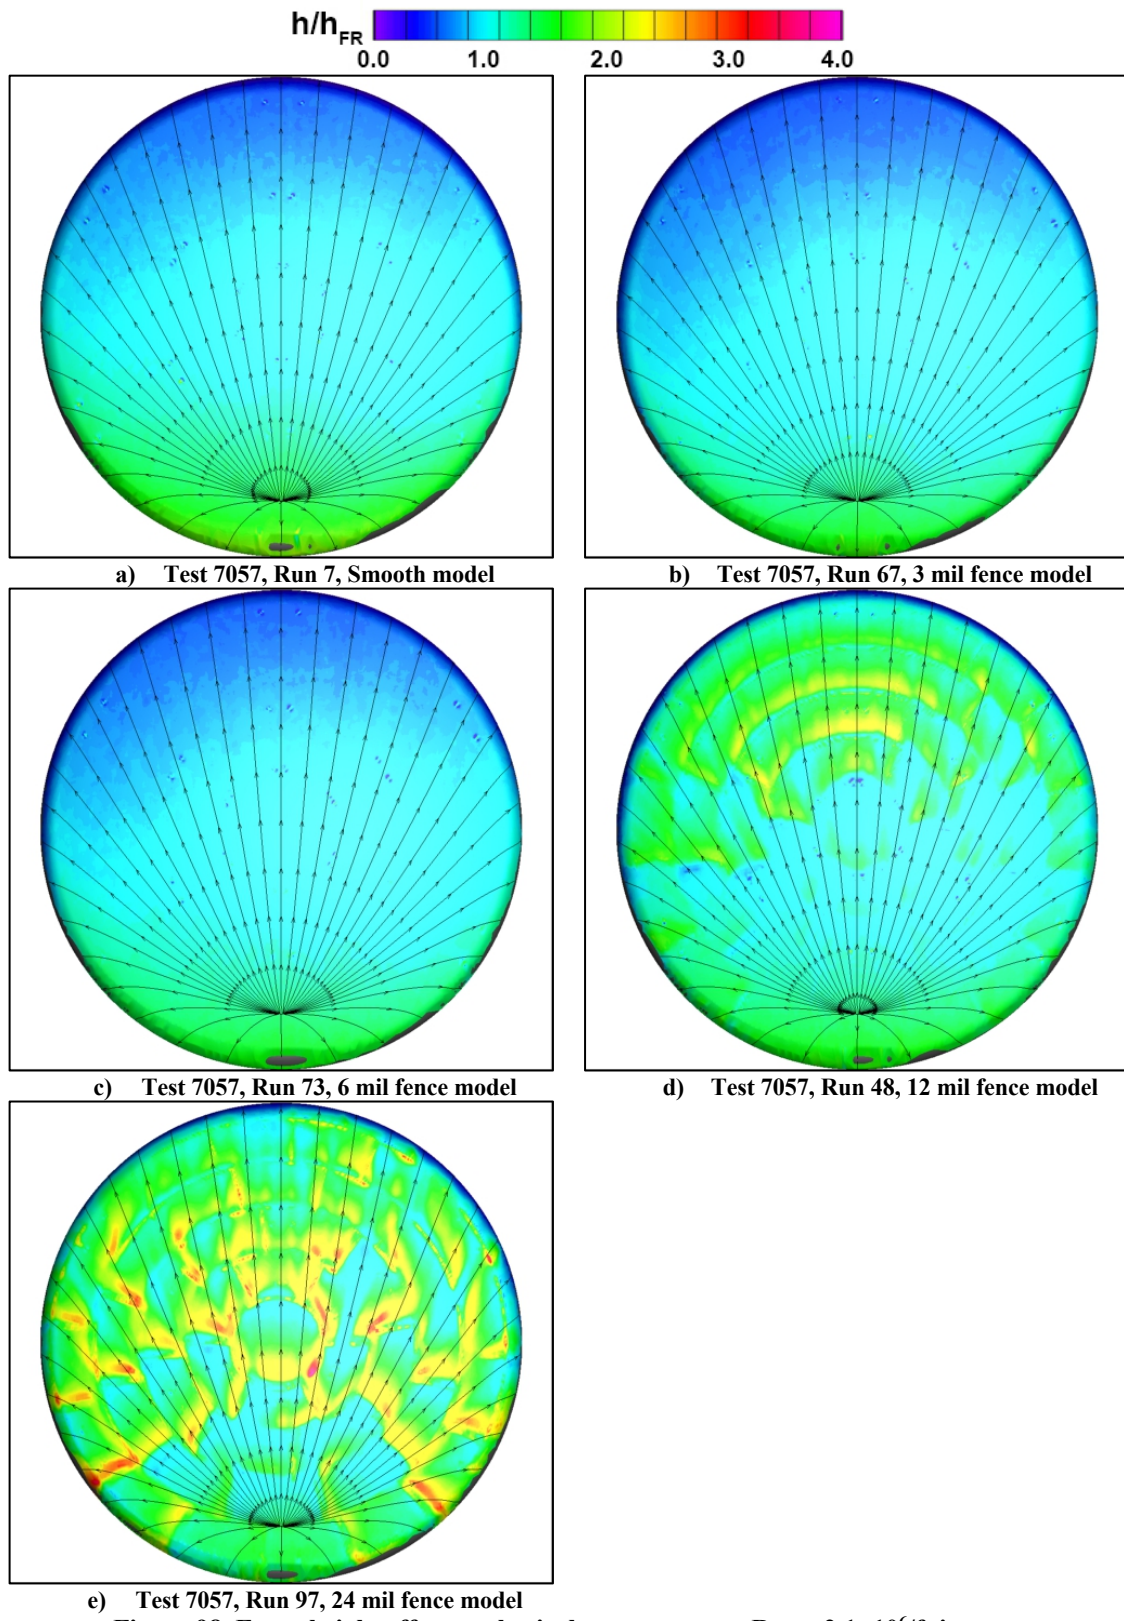 h/hFR
0.0 1.0 2.0 3.0 4.0
a) Test 7057, Run 7, Smooth model
b) Test 7057, Run 67, 3 mil fence model
c) Test 7057, Run 73, 6 mil fence model
d) Test 7057, Run 48, 12 mil fence model
e) Test 7057, Run 97, 24 mil fence model